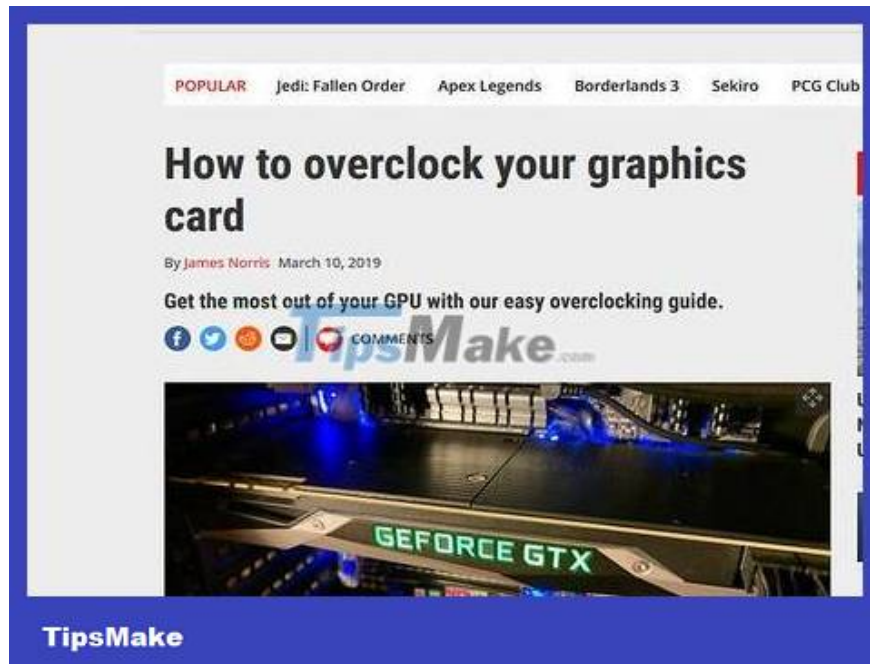 POPULAR Jedi: Fallen Order Apex Legends Borderlands 3 Sekiro PCG Club
How to overclock your graphics
card
By James Norris March 10, 2019
Get the most out of your GPU with our easy overclocking guide.
COMMENTS
TipsMake.com
GEFORCE GTX
TipsMake